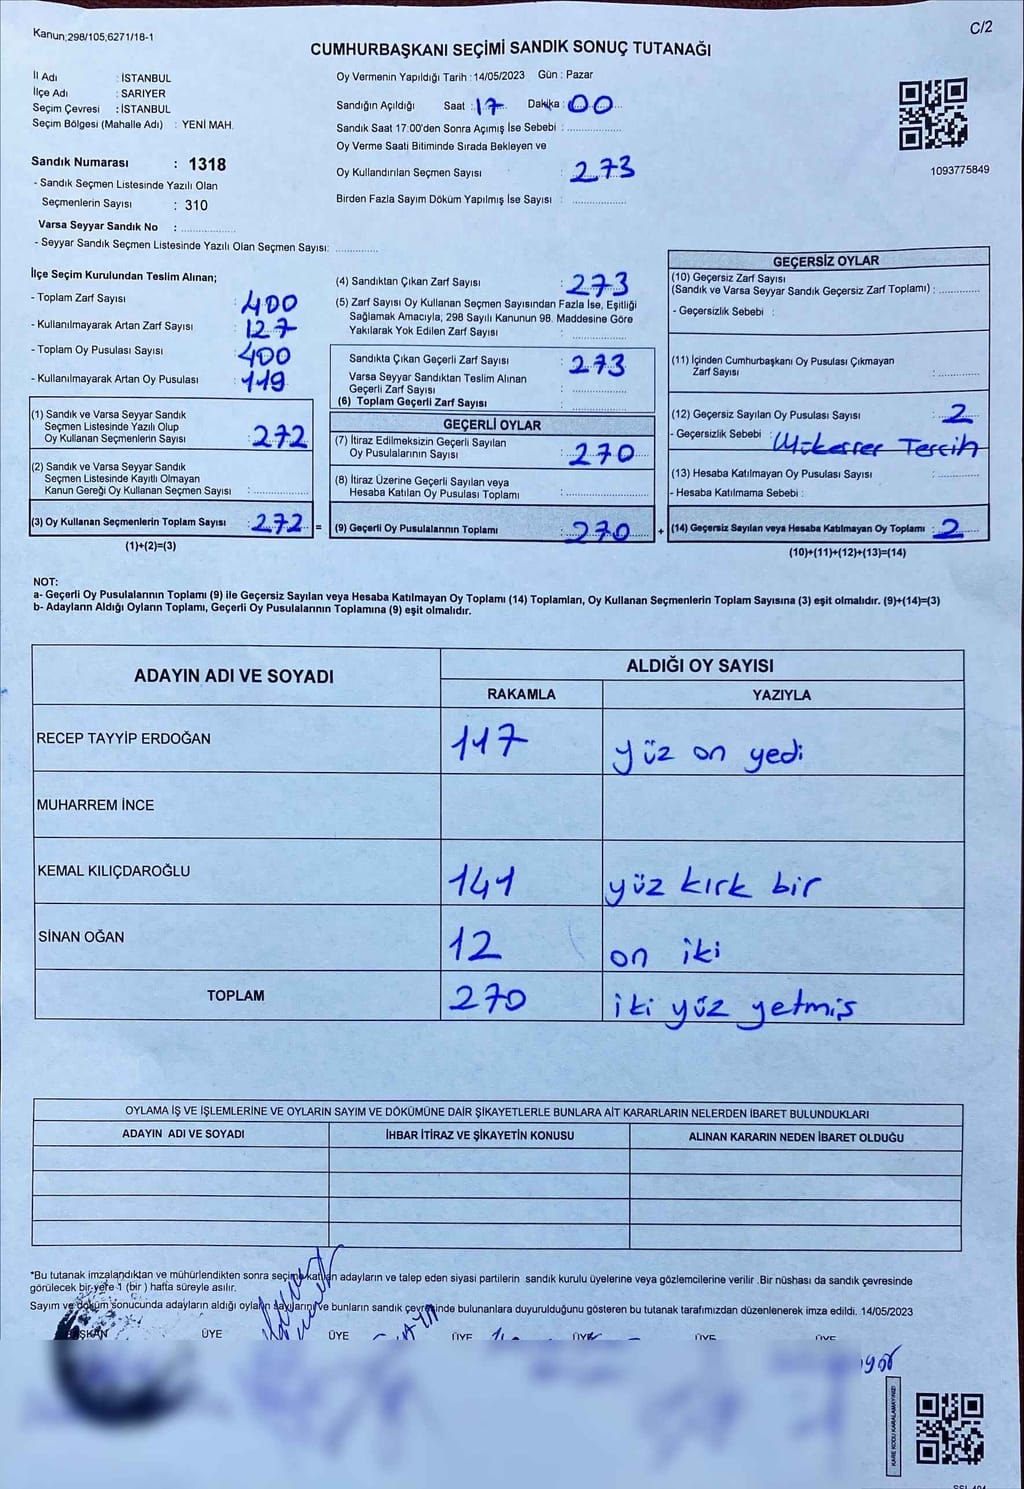 Kanun;298/105,6271/18-1
C/2
CUMHURBAŞKANI SEÇİMİ SANDIK SONUÇ TUTANAĞI
İl Adı : İSTANBUL
İlçe Adı : SARIYER
Seçim Çevresi : İSTANBUL
Seçim Bölgesi (Mahalle Adı) : YENİ MAH.
Sandık Numarası : 1318
- Sandık Seçmen Listesinde Yazılı Olan
Seçmenlerin Sayısı : 310
Varsa Seyyar Sandık No :
- Seyyar Sandık Seçmen Listesinde Yazılı Olan Seçmen Sayısı:
Oy Vermenin Yapıldığı Tarih : 14/05/2023 Gün : Pazar
Sandığın Açıldığı Saat : 17 Dakika : 00
Sandık Saat 17:00'den Sonra Açımış İse Sebebi :
Oy Verme Saati Bitiminde Sırada Bekleyen ve
Oy Kullandırılan Seçmen Sayısı : 273
Birden Fazla Sayım Döküm Yapılmış İse Sayısı :
1093775849
İlçe Seçim Kurulundan Teslim Alınan;
- Toplam Zarf Sayısı : 400
- Kullanılmayarak Artan Zarf Sayısı : 127
- Toplam Oy Pusulası Sayısı : 400
- Kullanılmayarak Artan Oy Pusulası : 119
(1) Sandık ve Varsa Seyyar Sandık
Seçmen Listesinde Yazılı Olup
Oy Kullanan Seçmenlerin Sayısı : 272
(2) Sandık ve Varsa Seyyar Sandık
Seçmen Listesinde Kayıtlı Olmayan
Kanun Gereği Oy Kullanan Seçmen Sayısı :
(3) Oy Kullanan Seçmenlerin Toplam Sayısı : 272 =
(1)+(2)=(3)
(4) Sandıktan Çıkan Zarf Sayısı : 273
(5) Zarf Sayısı Oy Kullanan Seçmen Sayısından Fazla İse, Eşitliği
Sağlamak Amacıyla; 298 Sayılı Kanunun 98. Maddesine Göre
Yakılarak Yok Edilen Zarf Sayısı :
Sandıkta Çıkan Geçerli Zarf Sayısı : 273
Varsa Seyyar Sandıktan Teslim Alınan
Geçerli Zarf Sayısı :
(6) Toplam Geçerli Zarf Sayısı :
GEÇERLİ OYLAR
(7) İtiraz Edilmeksizin Geçerli Sayılan
Oy Pusulalarının Sayısı : 270
(8) İtiraz Üzerine Geçerli Sayılan veya
Hesaba Katılan Oy Pusulası Toplamı :
(9) Geçerli Oy Pusulalarının Toplamı : 270 +
GEÇERSİZ OYLAR
(10) Geçersiz Zarf Sayısı
(Sandık ve Varsa Seyyar Sandık Geçersiz Zarf Toplamı) :
- Geçersizlik Sebebi :
(11) İçinden Cumhurbaşkanı Oy Pusulası Çıkmayan
Zarf Sayısı :
(12) Geçersiz Sayılan Oy Pusulası Sayısı : 2
- Geçersizlik Sebebi : Mükerrer Tercih
(13) Hesaba Katılmayan Oy Pusulası Sayısı :
- Hesaba Katılmama Sebebi :
(14) Geçersiz Sayılan veya Hesaba Katılmayan Oy Toplamı : 2
(10)+(11)+(12)+(13)=(14)
NOT:
a- Geçerli Oy Pusulalarının Toplamı (9) ile Geçersiz Sayılan veya Hesaba Katılmayan Oy Toplamı (14) Toplamları, Oy Kullanan Seçmenlerin Toplam Sayısına (3) eşit olmalıdır. (9)+(14)=(3)
b- Adayların Aldığı Oyların Toplamı, Geçerli Oy Pusulalarının Toplamına (9) eşit olmalıdır.
ADAYIN ADI VE SOYADI
ALDIĞI OY SAYISI
RAKAMLA YAZIYLA
RECEP TAYYİP ERDOĞAN 117 yüz on yedi
MUHARREM İNCE
KEMAL KILIÇDAROĞLU 141 yüz kırk bir
SİNAN OĞAN 12 on iki
TOPLAM 270 iki yüz yetmiş
OYLAMA İŞ VE İŞLEMLERİNE VE OYLARIN SAYIM VE DÖKÜMÜNE DAİR ŞİKAYETLERLE BUNLARA AİT KARARLARIN NELERDEN İBARET BULUNDUKLARI
ADAYIN ADI VE SOYADI İHBAR İTİRAZ VE ŞİKAYETİN KONUSU ALINAN KARARIN NEDEN İBARET OLDUĞU
*Bu tutanak imzalandıktan ve mühürlendikten sonra seçime katılan adayların ve talep eden siyasi partilerin sandık kurulu üyelerine veya gözlemcilerine verilir .Bir nüshası da sandık çevresinde
görülecek bir yere 1 (bir ) hafta süreyle asılır.
Sayım ve döküm sonucunda adayların aldığı oyların sayılarını ve bunların sandık çevresinde bulunanlara duyurulduğunu gösteren bu tutanak tarafımızdan düzenlenerek imza edildi. 14/05/2023
BAŞKAN ÜYE ÜYE ÜYE ÜYE ÜYE ÜYE
KARE KODU KARALAMAYINIZ!